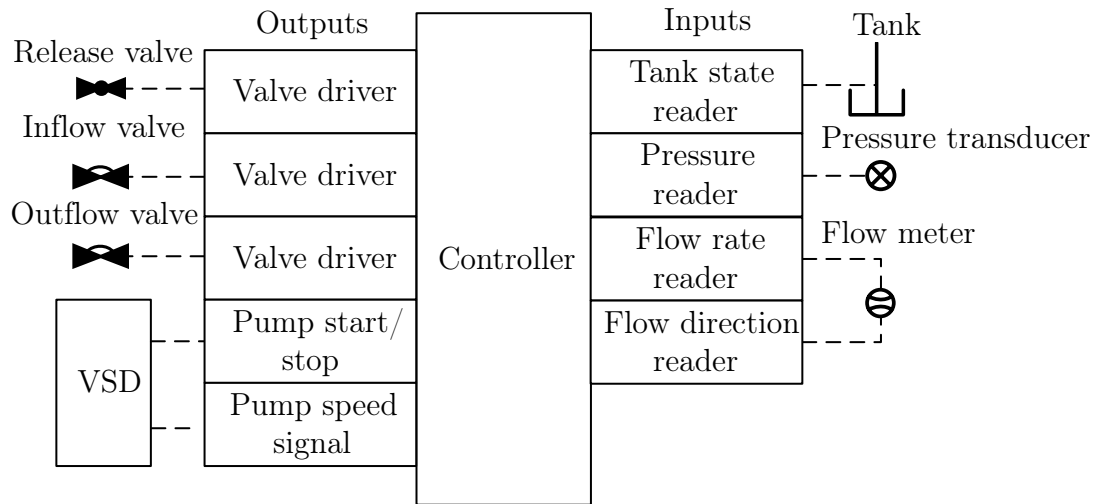 Outputs
Release valve
Valve driver
Inflow valve
Valve driver
Outflow valve
Valve driver
VSD
Pump start/
stop
Pump speed
signal
Controller
Inputs
Tank
Tank state
reader
Pressure transducer
Pressure
reader
Flow meter
Flow rate
reader
Flow direction
reader